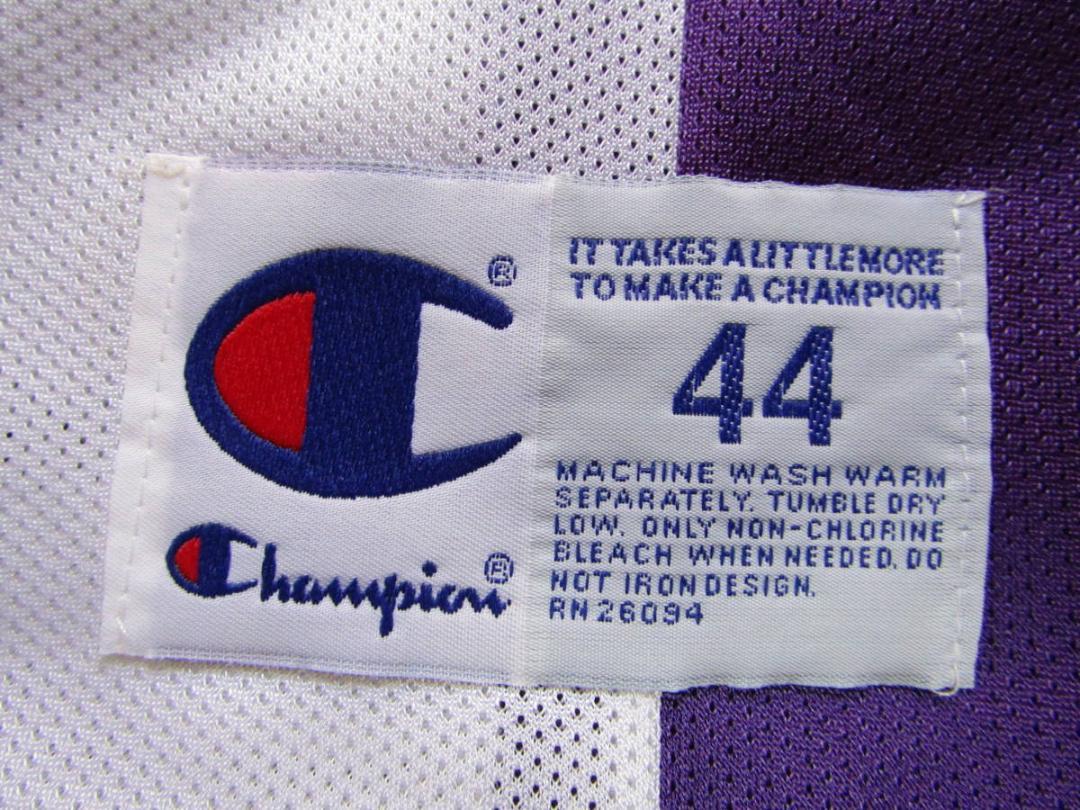 ®
Champion®
IT TAKES A LITTLE MORE
TO MAKE A CHAMPION
44
MACHINE WASH WARM
SEPARATELY. TUMBLE DRY
LOW. ONLY NON-CHLORINE
BLEACH WHEN NEEDED. DO
NOT IRON DESIGN.
RN 26094